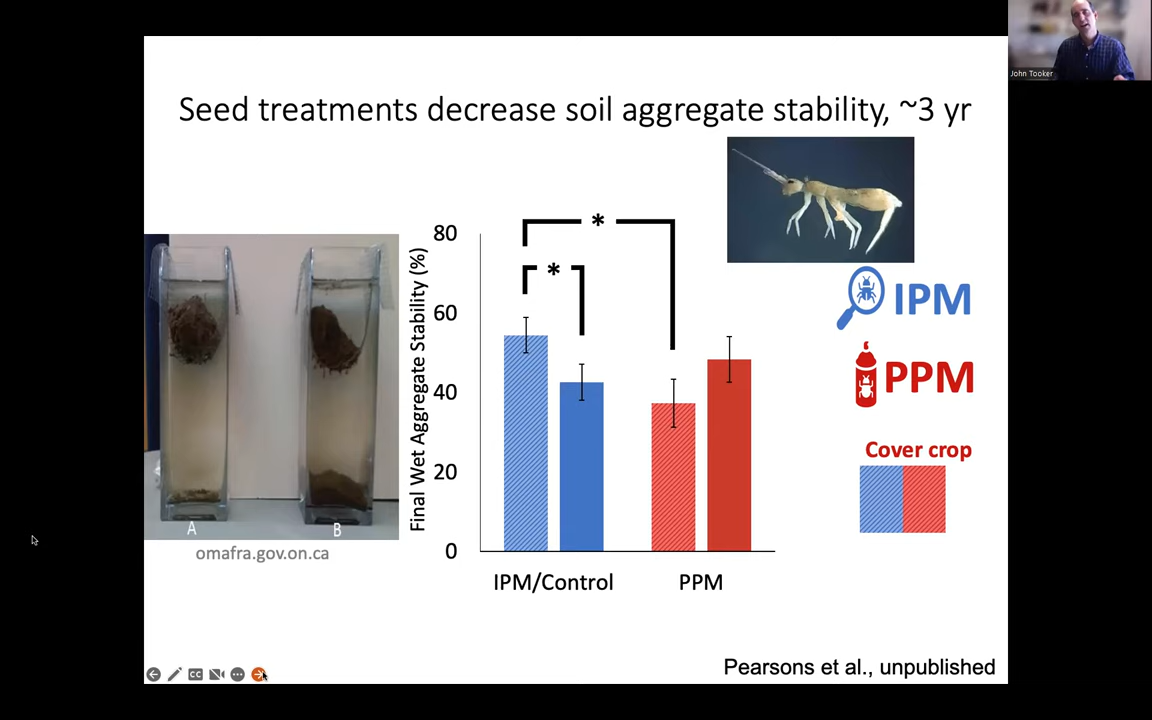 John Tooker
Seed treatments decrease soil aggregate stability, ~3 yr
A
B
omafra.gov.on.ca
Final Wet Aggregate Stability (%)
80
60
40
20
0
*
*
IPM/Control
PPM
IPM
PPM
Cover crop
CC
Pearsons et al., unpublished